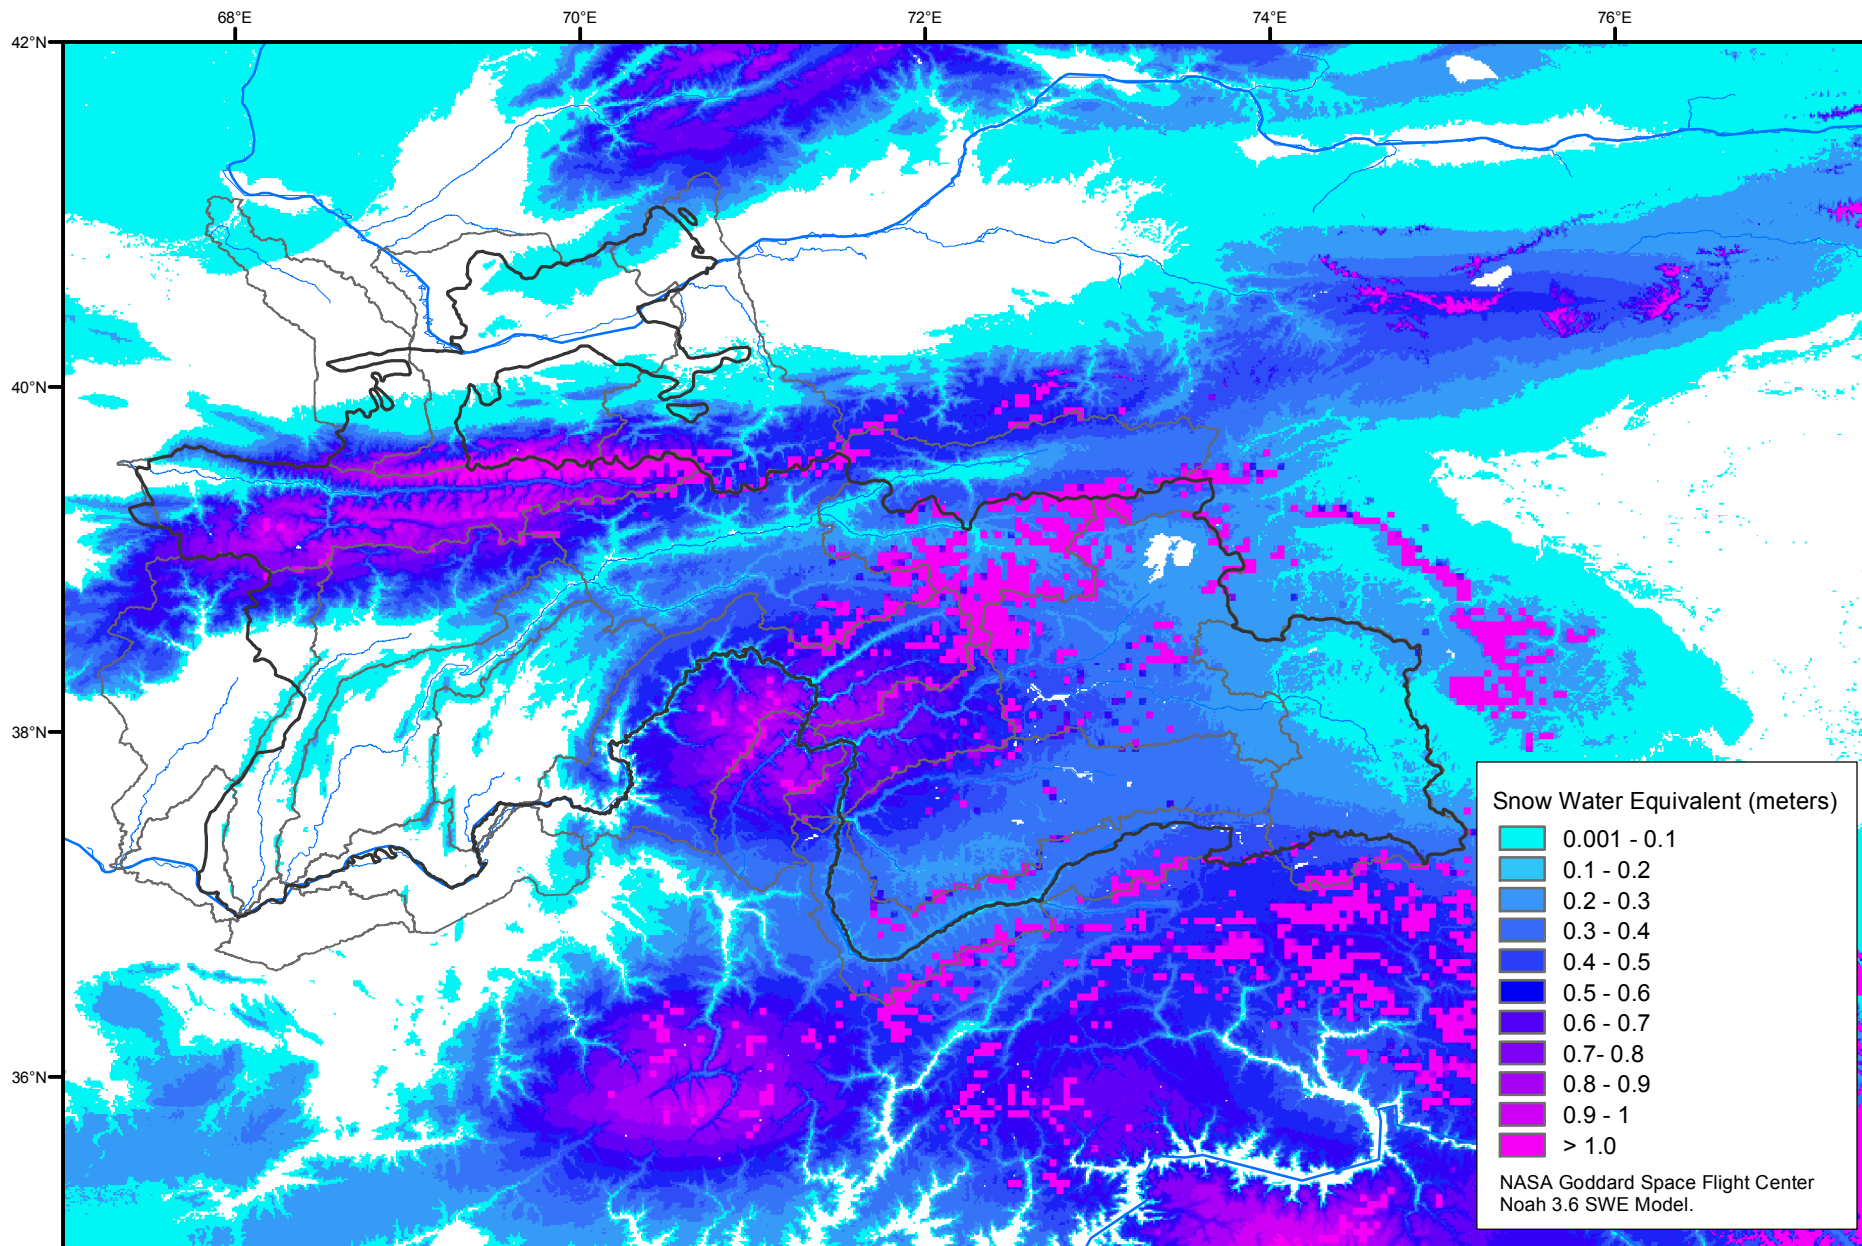 68°E 70°E 72°E 74°E 76°E
42°N
40°N
38°N
36°N
Snow Water Equivalent (meters)
0.001 - 0.1
0.1 - 0.2
0.2 - 0.3
0.3 - 0.4
0.4 - 0.5
0.5 - 0.6
0.6 - 0.7
0.7- 0.8
0.8 - 0.9
0.9 - 1
> 1.0
NASA Goddard Space Flight Center
Noah 3.6 SWE Model.